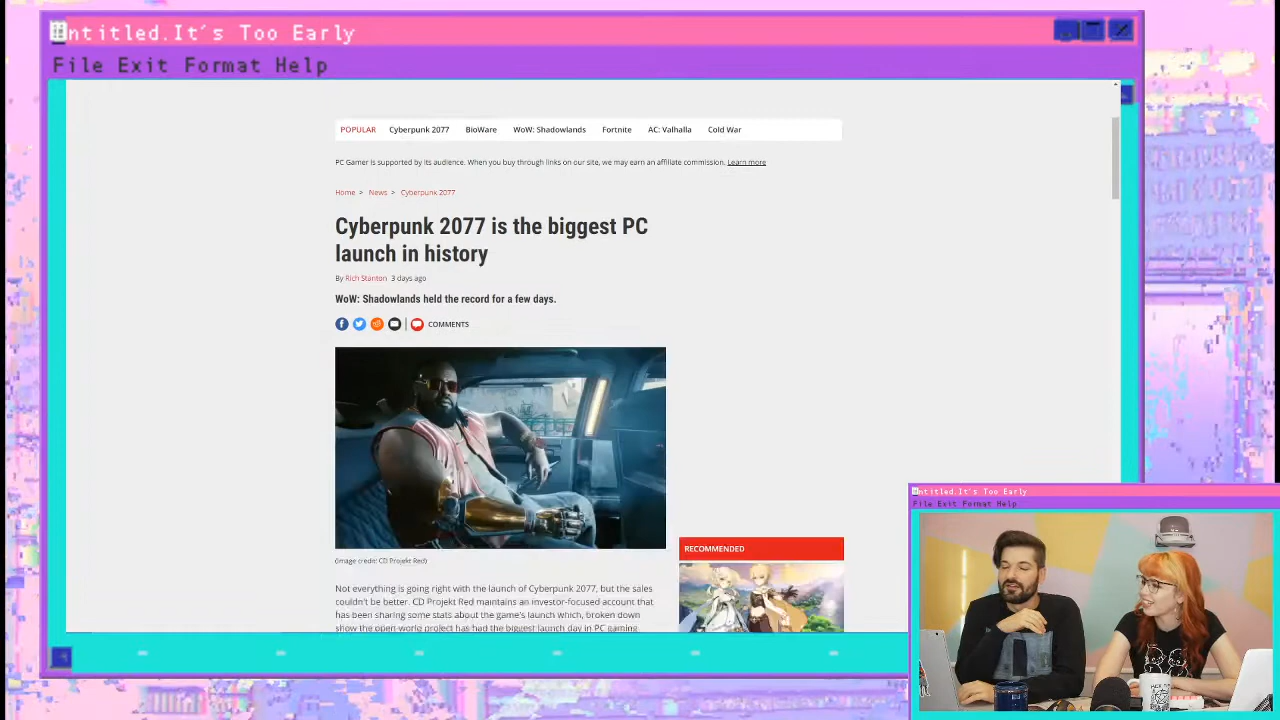 Untitled.It's Too Early
File Exit Format Help
POPULAR Cyberpunk 2077 BioWare WoW: Shadowlands Fortnite AC: Valhalla Cold War
PC Gamer is supported by its audience. When you buy through links on our site, we may earn an affiliate commission. Learn more
Home > News > Cyberpunk 2077
Cyberpunk 2077 is the biggest PC
launch in history
By Rich Stanton 3 days ago
WoW: Shadowlands held the record for a few days.
COMMENTS
(Image credit: CD Projekt Red)
RECOMMENDED
Not everything is going right with the launch of Cyberpunk 2077, but the sales
couldn't be better. CD Projekt Red maintains an investor-focused account that
has been sharing some stats about the game's launch which, broken down
show the open-world project has had the biggest launch day in PC gaming
Untitled.It's Too Early
File Exit Format Help